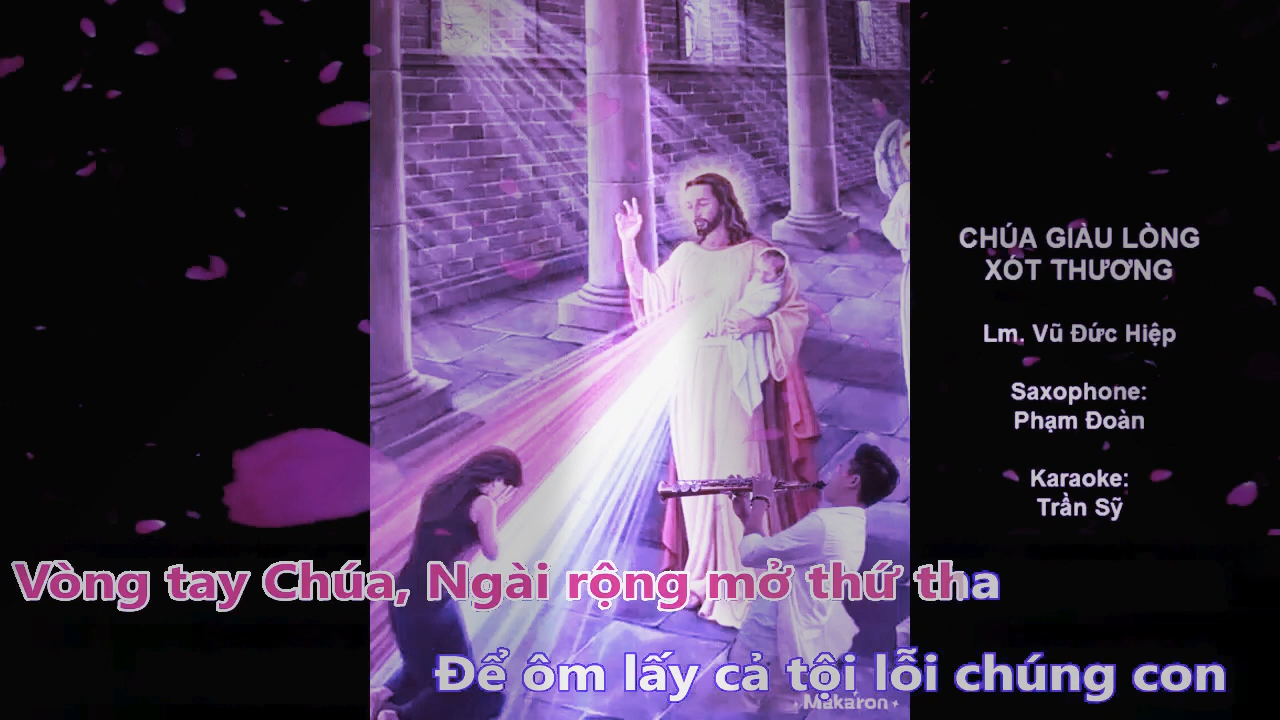 CHÚA GIÀU LÒNG
XÓT THƯƠNG
Lm. Vũ Đức Hiệp
Saxophone:
Phạm Đoàn
Karaoke:
Trần Sỹ
Vòng tay Chúa, Ngài rộng mở thứ tha
Để ôm lấy cả tội lỗi chúng con
Makaron